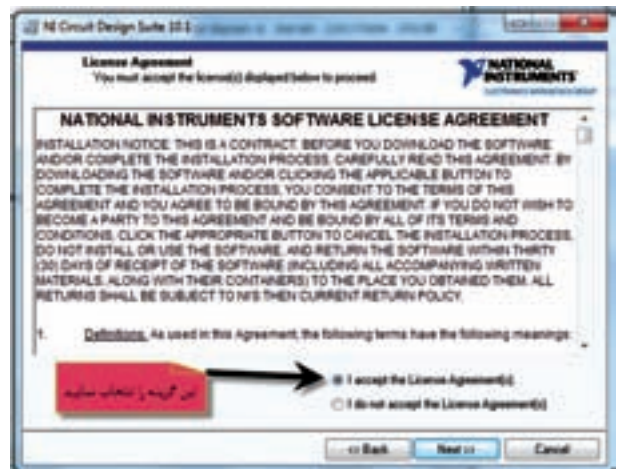 NI Circuit Design Suite 10.1
License Agreement
You must accept the license(s) displayed below to proceed.
NATIONAL INSTRUMENTS
NATIONAL INSTRUMENTS SOFTWARE LICENSE AGREEMENT
INSTALLATION NOTICE: THIS IS A CONTRACT. BEFORE YOU DOWNLOAD THE SOFTWARE
AND/OR COMPLETE THE INSTALLATION PROCESS, CAREFULLY READ THIS AGREEMENT. BY
DOWNLOADING THE SOFTWARE AND/OR CLICKING THE APPLICABLE BUTTON TO
COMPLETE THE INSTALLATION PROCESS, YOU CONSENT TO THE TERMS OF THIS
AGREEMENT AND YOU AGREE TO BE BOUND BY THIS AGREEMENT. IF YOU DO NOT WISH TO
BECOME A PARTY TO THIS AGREEMENT AND BE BOUND BY ALL OF ITS TERMS AND
CONDITIONS, CLICK THE APPROPRIATE BUTTON TO CANCEL THE INSTALLATION PROCESS,
DO NOT INSTALL OR USE THE SOFTWARE, AND RETURN THE SOFTWARE WITHIN THIRTY
(30) DAYS OF RECEIPT OF THE SOFTWARE (INCLUDING ALL ACCOMPANYING WRITTEN
MATERIALS, ALONG WITH THEIR CONTAINERS) TO THE PLACE YOU OBTAINED THEM. ALL
RETURNS SHALL BE SUBJECT TO NI'S THEN CURRENT RETURN POLICY.
1. Definitions. As used in this Agreement, the following terms have the following meanings:
این گزینه را انتخاب نمایید
I accept the License Agreement(s).
I do not accept the License Agreement(s).
<< Back Next >> Cancel